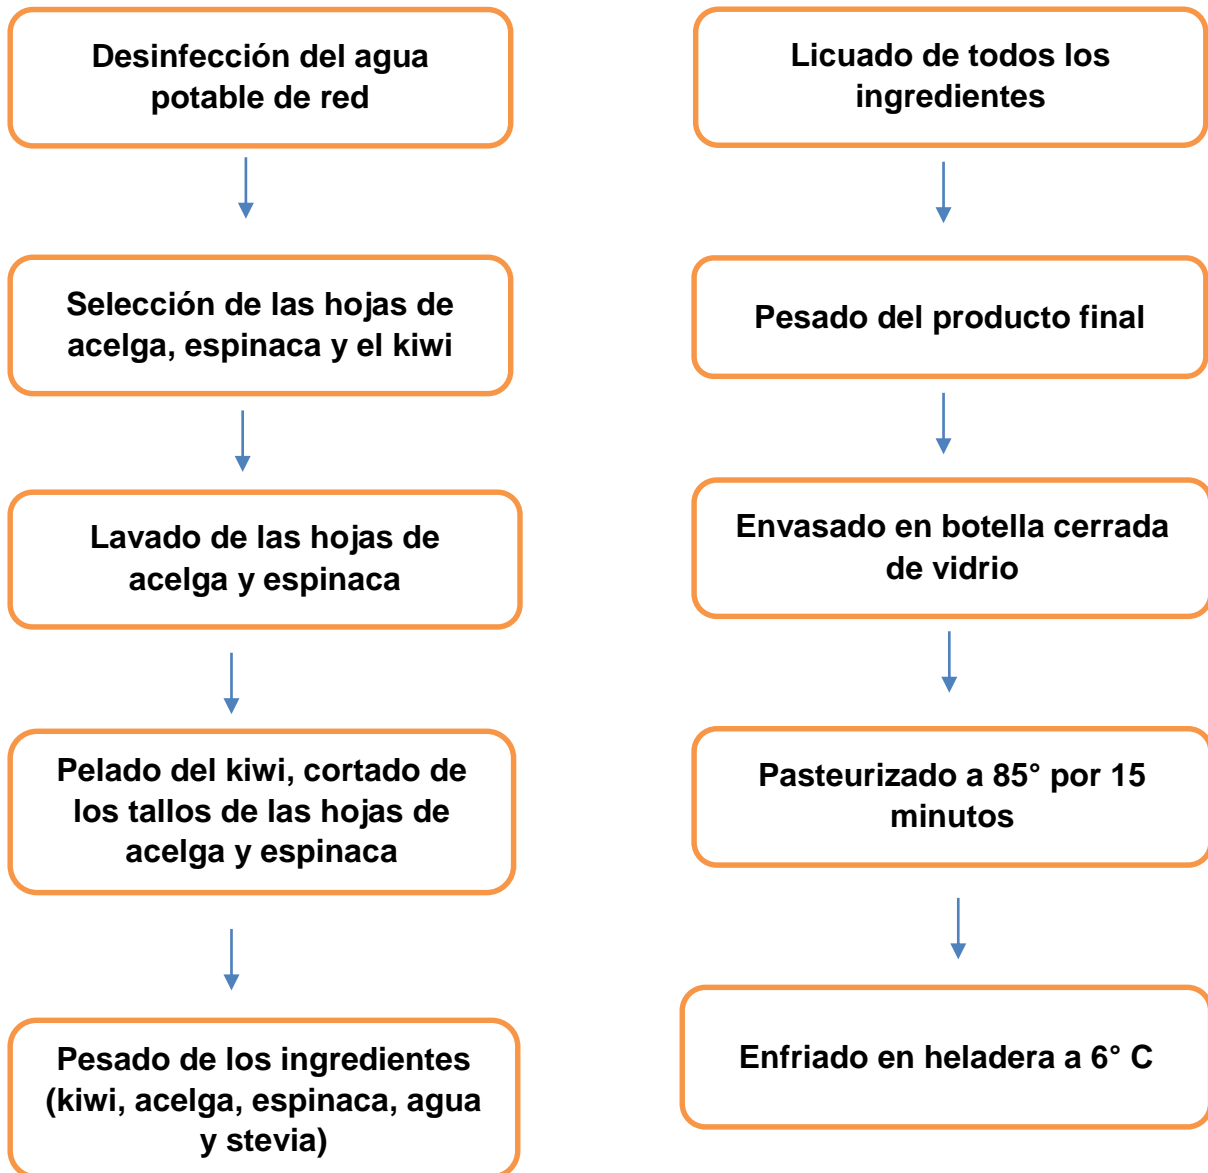 Desinfección del agua
potable de red
Selección de las hojas de
acelga, espinaca y el kiwi
Lavado de las hojas de
acelga y espinaca
Pelado del kiwi, cortado de
los tallos de las hojas de
acelga y espinaca
Pesado de los ingredientes
(kiwi, acelga, espinaca, agua
y stevia)
Licuado de todos los
ingredientes
Pesado del producto final
Envasado en botella cerrada
de vidrio
Pasteurizado a 85° por 15
minutos
Enfriado en heladera a 6° C